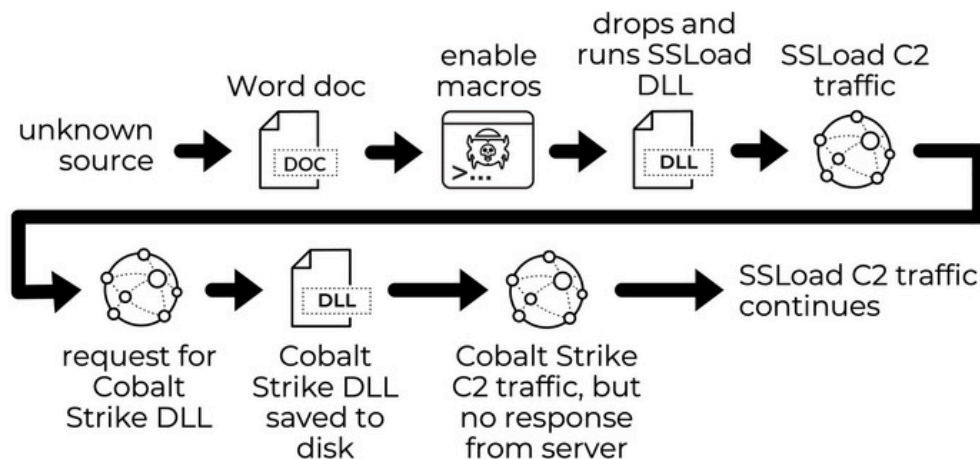 unknown
source
Word doc
DOC
enable
macros
>...
drops and
runs SSLoad
DLL
DLL
SSLoad C2
traffic
request for
Cobalt
Strike DLL
DLL
Cobalt
Strike DLL
saved to
disk
Cobalt Strike
C2 traffic, but
no response
from server
SSLoad C2 traffic
continues